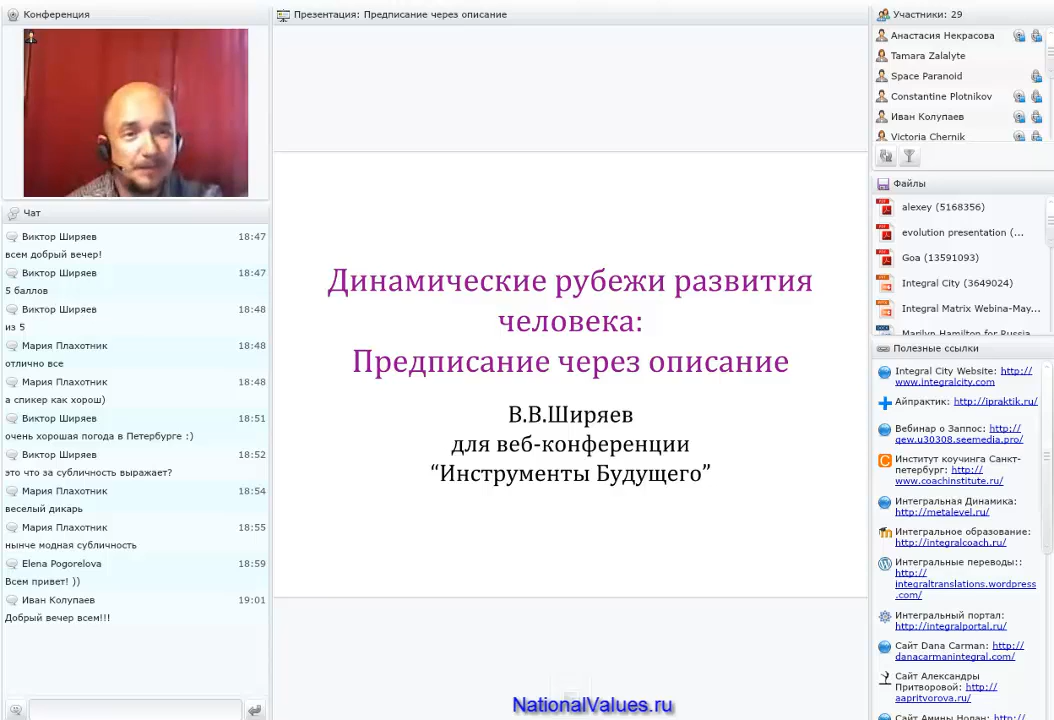 Конференция
Чат
Виктор Ширяев 18:47
всем добрый вечер!
Виктор Ширяев 18:47
5 баллов
Виктор Ширяев 18:48
из 5
Мария Плахотник 18:48
отлично все
Мария Плахотник 18:48
а спикер как хорош)
Виктор Ширяев 18:51
очень хорошая погода в Петербурге :)
Виктор Ширяев 18:52
это что за субличность выражает?
Мария Плахотник 18:54
веселый дикарь
Мария Плахотник 18:55
нынче модная субличность
Elena Pogorelova 18:59
Всем привет! ))
Иван Колупаев 19:01
Добрый вечер всем!!!
Презентация: Предписание через описание
Динамические рубежи развития
человека:
Предписание через описание
В.В.Ширяев
для веб-конференции
“Инструменты Будущего”
NationalValues.ru
Участники: 29
Анастасия Некрасова
Tamara Zalalyte
Space Paranoid
Constantine Plotnikov
Иван Колупаев
Victoria Chernik
Файлы
alexey (5168356)
evolution presentation (...
Goa (13591093)
Integral City (3649024)
Integral Matrix Webina-May...
Marilyn Hamilton for Russia
Полезные ссылки
Integral City Website: http://
www.integralcity.com
Айпрактик: http://ipraktik.ru/
Вебинар о Заппос: http://
qew.u30308.seemedia.pro/
Институт коучинга Санкт-
петербург: http://
www.coachinstitute.ru/
Интегральная Динамика:
http://metalevel.ru/
Интегральное образование:
http://integralcoach.ru/
Интегральные переводы::
http://
integraltranslations.wordpress
.com/
Интегральный портал:
http://integralportal.ru/
Сайт Dana Carman: http://
danacarmanintegral.com/
Сайт Александры
Притворовой: http://
aapritvorova.ru/
Сайт Амины Нолан: http://